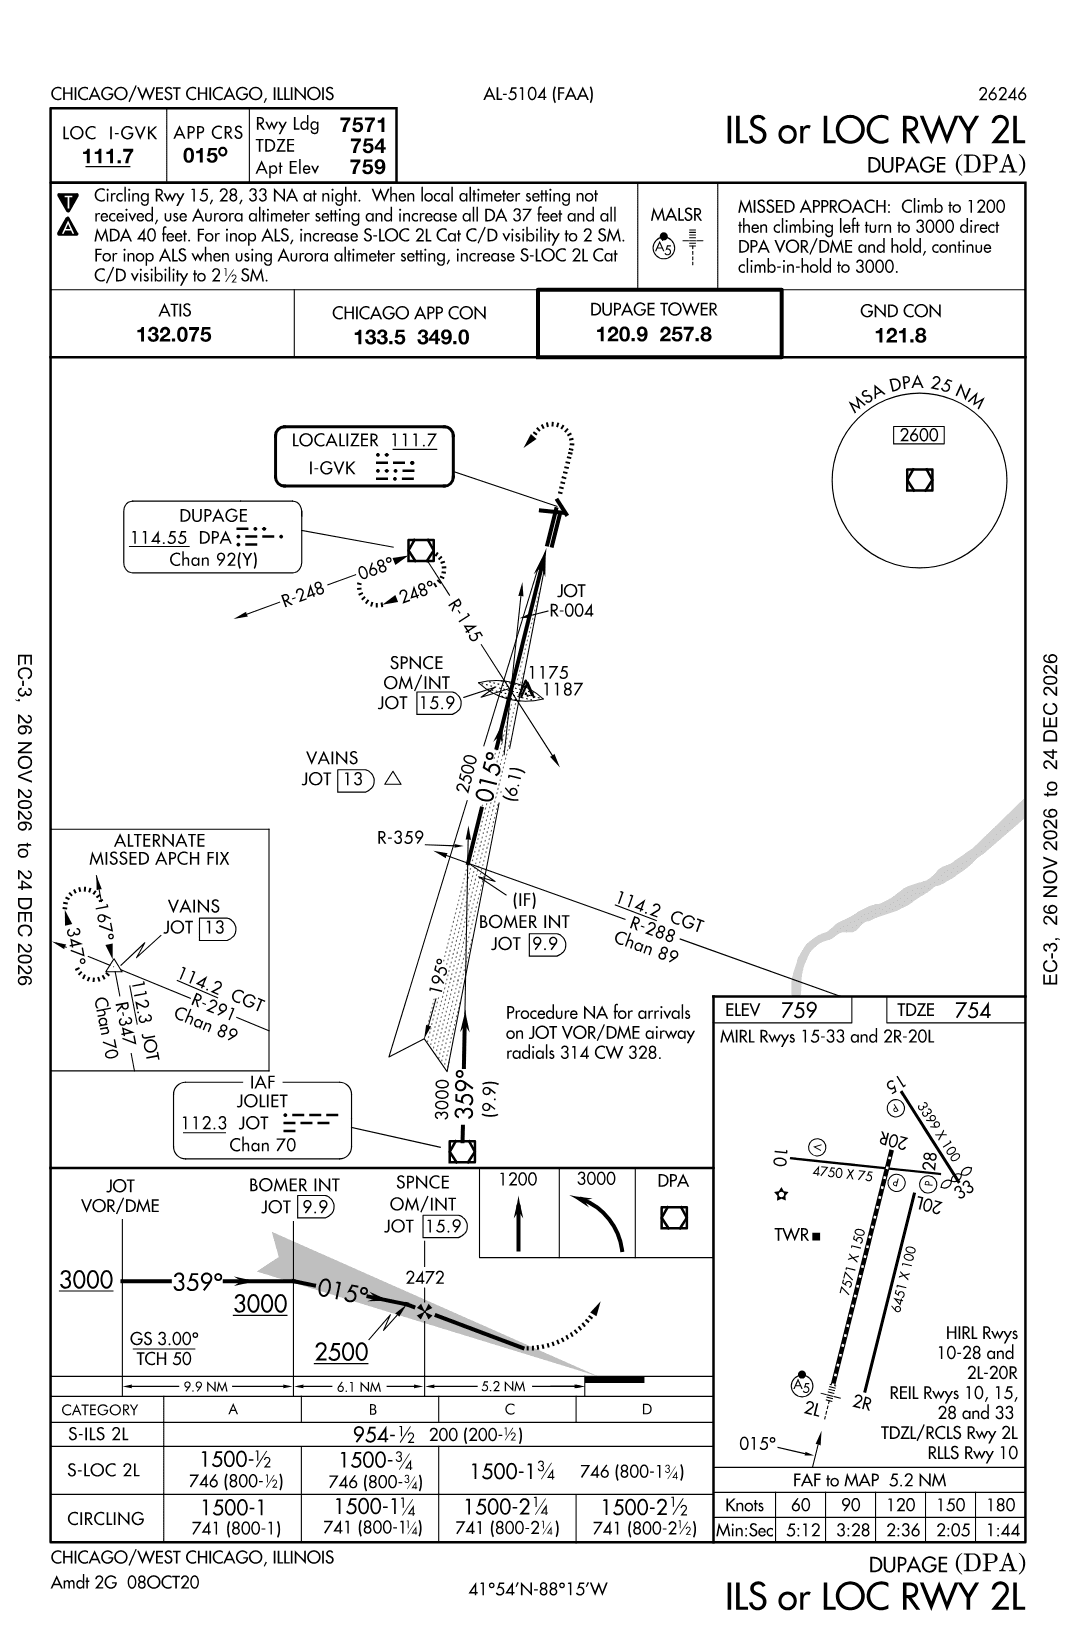 CHICAGO/WEST CHICAGO, ILLINOIS
AL-5104 (FAA)
26246
LOC I-GVK
111.7
APP CRS
015°
Rwy Ldg 7571
TDZE 754
Apt Elev 759
ILS or LOC RWY 2L
DUPAGE (DPA)
T
A
Circling Rwy 15, 28, 33 NA at night. When local altimeter setting not
received, use Aurora altimeter setting and increase all DA 37 feet and all
MDA 40 feet. For inop ALS, increase S-LOC 2L Cat C/D visibility to 2 SM.
For inop ALS when using Aurora altimeter setting, increase S-LOC 2L Cat
C/D visibility to 2½ SM.
MALSR
A5
MISSED APPROACH: Climb to 1200
then climbing left turn to 3000 direct
DPA VOR/DME and hold, continue
climb-in-hold to 3000.
ATIS
132.075
CHICAGO APP CON
133.5 349.0
DUPAGE TOWER
120.9 257.8
GND CON
121.8
MSA DPA 25 NM
2600
LOCALIZER 111.7
I-GVK
DUPAGE
114.55 DPA
Chan 92(Y)
R-248
068°
248°
R-145
JOT
R-004
SPNCE
OM/INT
JOT 15.9
1175
1187
VAINS
JOT 13
2500
015°
(6.1)
R-359
(IF)
BOMER INT
JOT 9.9
114.2 CGT
R-288
Chan 89
195°
ALTERNATE
MISSED APCH FIX
VAINS
JOT 13
167°
347°
114.2 CGT
R-291
Chan 89
112.3 JOT
R-347
Chan 70
Procedure NA for arrivals
on JOT VOR/DME airway
radials 314 CW 328.
3000
359°
(9.9)
IAF
JOLIET
112.3 JOT
Chan 70
EC-3, 26 NOV 2026 to 24 DEC 2026
EC-3, 26 NOV 2026 to 24 DEC 2026
ELEV 759
TDZE 754
MIRL Rwys 15-33 and 2R-20L
15
P
3399 X 100
20R
10
V
4750 X 75
28
P
P
33
20L
TWR
7571 X 150
6451 X 100
HIRL Rwys
10-28 and
2L-20R
REIL Rwys 10, 15,
28 and 33
TDZL/RCLS Rwy 2L
RLLS Rwy 10
A5
2L
2R
015°
FAF to MAP 5.2 NM
Knots 60 90 120 150 180
Min:Sec 5:12 3:28 2:36 2:05 1:44
JOT
VOR/DME
BOMER INT
JOT 9.9
SPNCE
OM/INT
JOT 15.9
1200
3000
DPA
3000
359°
3000
015°
2472
2500
GS 3.00°
TCH 50
9.9 NM
6.1 NM
5.2 NM
CATEGORY A B C D
S-ILS 2L 954-½ 200 (200-½)
S-LOC 2L
1500-½
746 (800-½)
1500-¾
746 (800-¾)
1500-1¾ 746 (800-1¾)
CIRCLING
1500-1
741 (800-1)
1500-1¼
741 (800-1¼)
1500-2¼
741 (800-2¼)
1500-2½
741 (800-2½)
CHICAGO/WEST CHICAGO, ILLINOIS
Amdt 2G 08OCT20
41°54'N-88°15'W
DUPAGE (DPA)
ILS or LOC RWY 2L